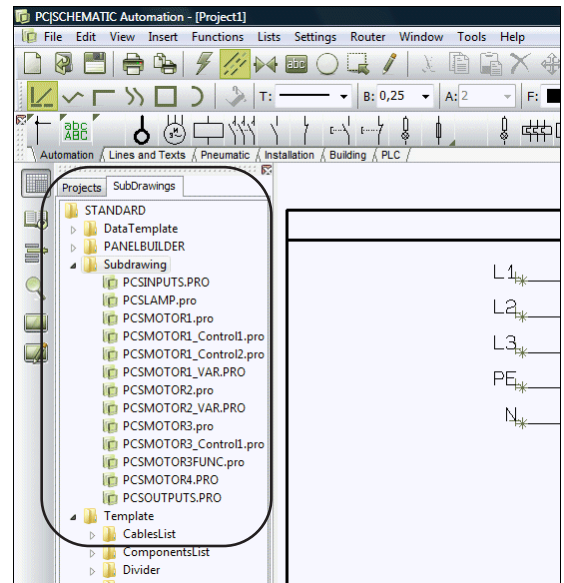 PC|SCHEMATIC Automation - [Project1]
File Edit View Insert Functions Lists Settings Router Window Tools Help
abc
T: B: 0,25 A: 2 F:
abc
ABC
Automation Lines and Texts Pneumatic Installation Building PLC
Projects SubDrawings
STANDARD
DataTemplate
PANELBUILDER
Subdrawing
PCSINPUTS.PRO
PCSLAMP.pro
PCSMOTOR1.pro
PCSMOTOR1_Control1.pro
PCSMOTOR1_Control2.pro
PCSMOTOR1_VAR.PRO
PCSMOTOR2.pro
PCSMOTOR2_VAR.PRO
PCSMOTOR3.pro
PCSMOTOR3_Control1.pro
PCSMOTOR3FUNC.pro
PCSMOTOR4.PRO
PCSOUTPUTS.PRO
Template
CablesList
ComponentsList
Divider
L1
L2
L3
PE
N